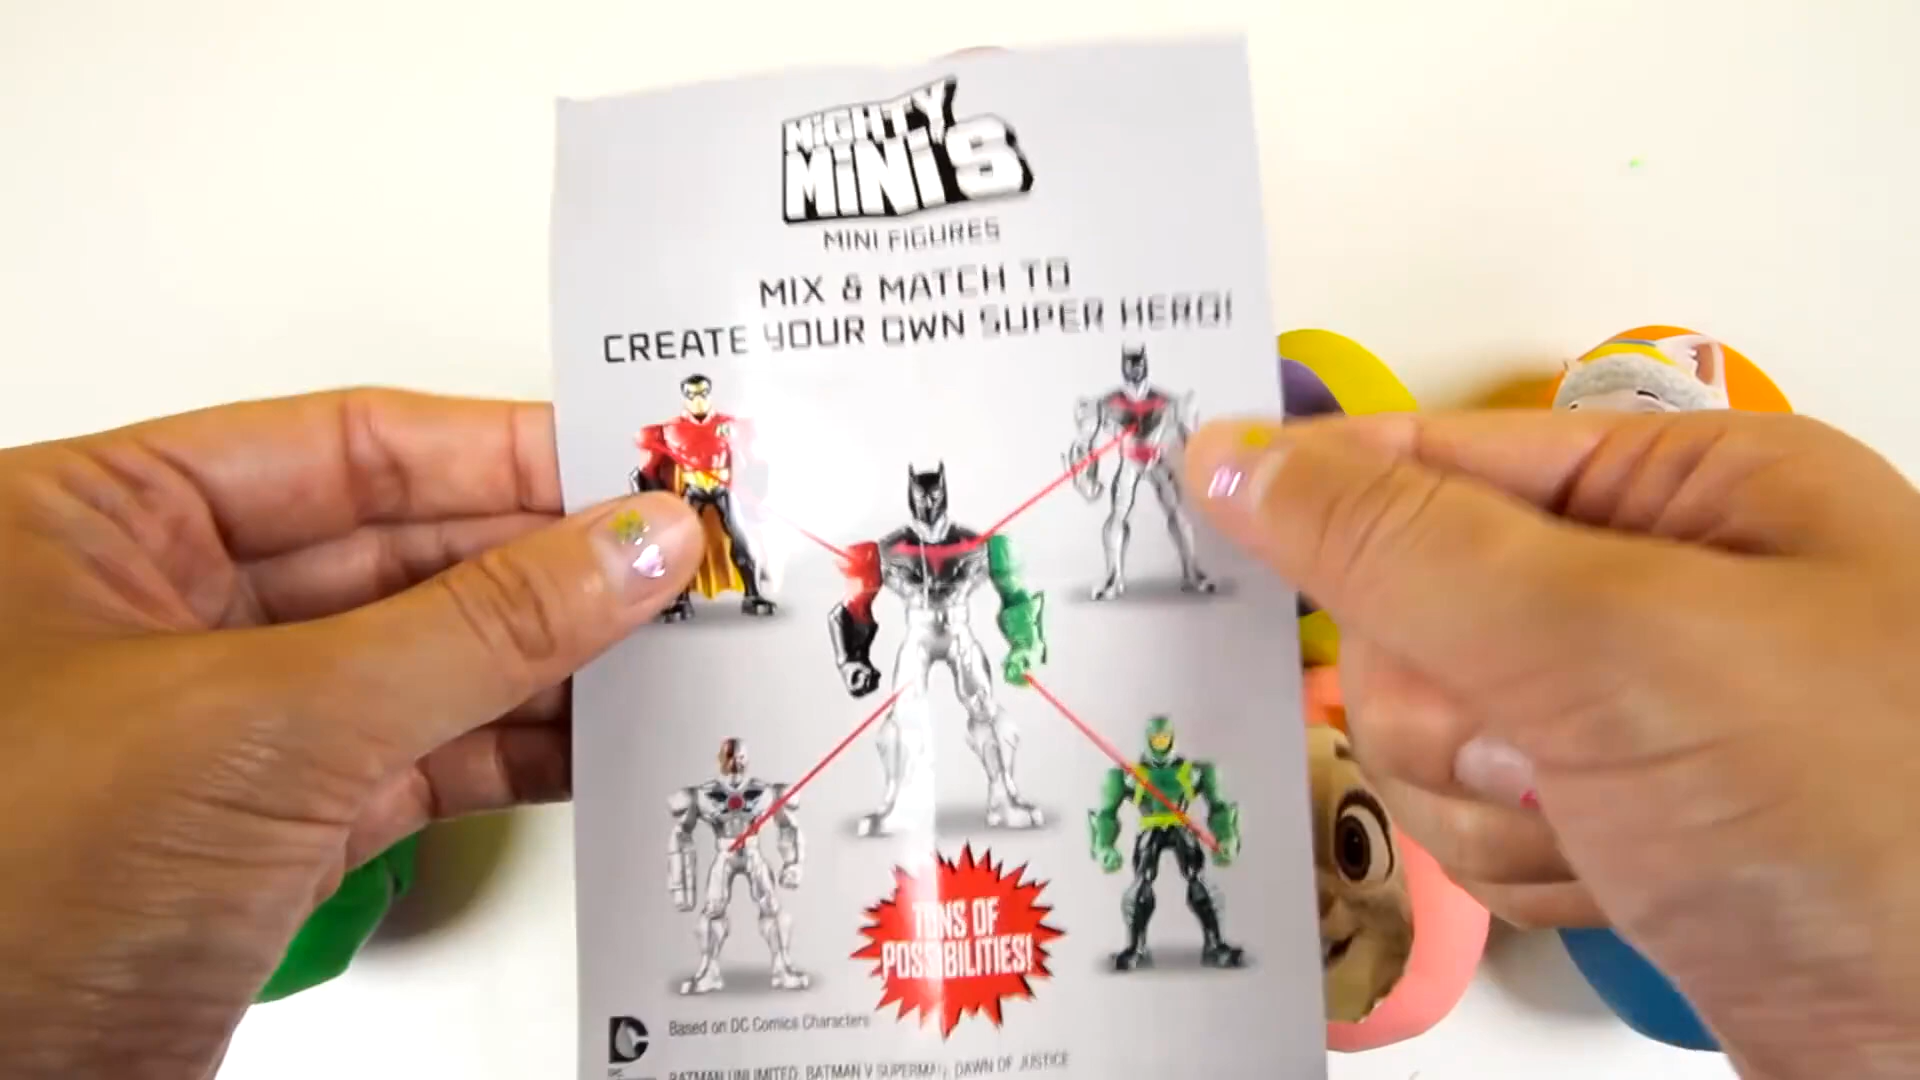 MiGHTY
MiNi'S
MINI FIGURES
MIX & MATCH TO
CREATE YOUR OWN SUPER HERO!
TONS OF
POSSIBILITIES!
Based on DC Comics Characters
BATMAN UNLIMITED, BATMAN V SUPERMAN, DAWN OF JUSTICE